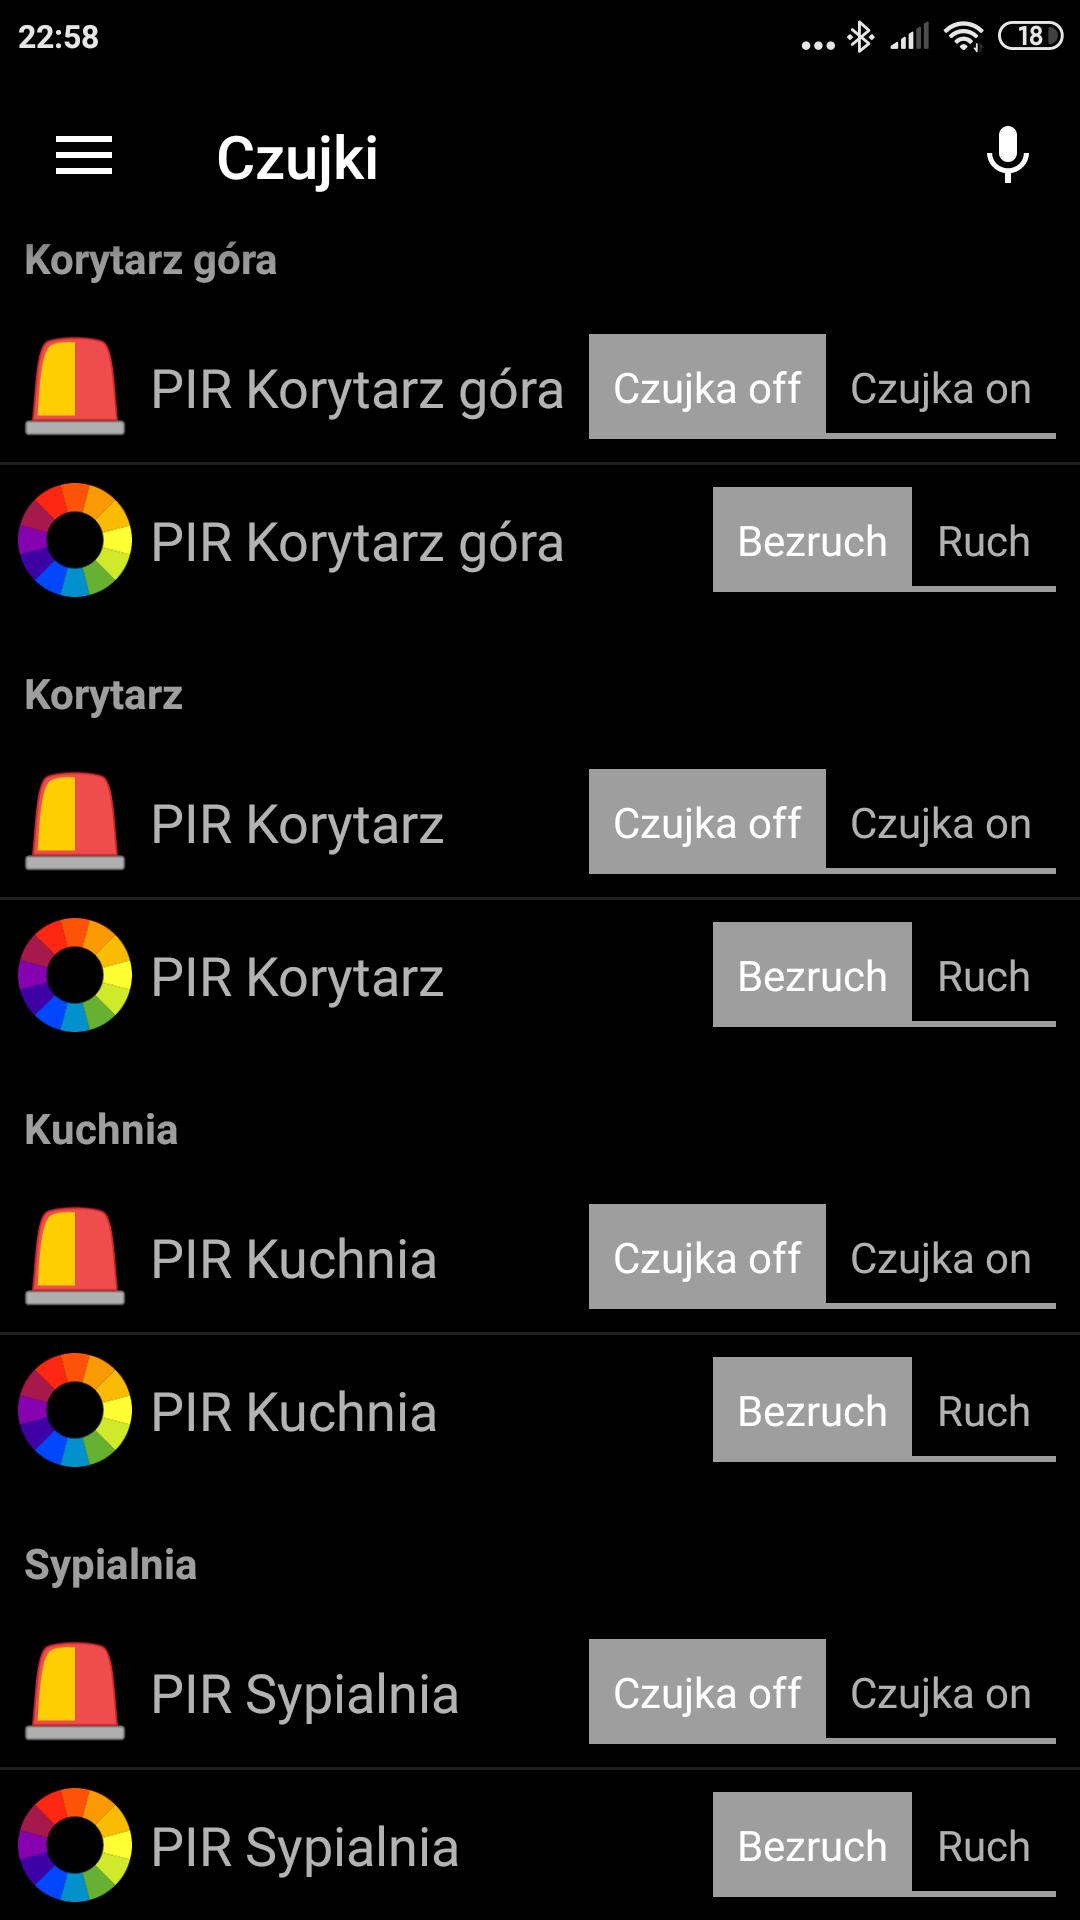 22:58 18
Czujki
Korytarz góra
PIR Korytarz góra Czujka off Czujka on
PIR Korytarz góra Bezruch Ruch
Korytarz
PIR Korytarz Czujka off Czujka on
PIR Korytarz Bezruch Ruch
Kuchnia
PIR Kuchnia Czujka off Czujka on
PIR Kuchnia Bezruch Ruch
Sypialnia
PIR Sypialnia Czujka off Czujka on
PIR Sypialnia Bezruch Ruch